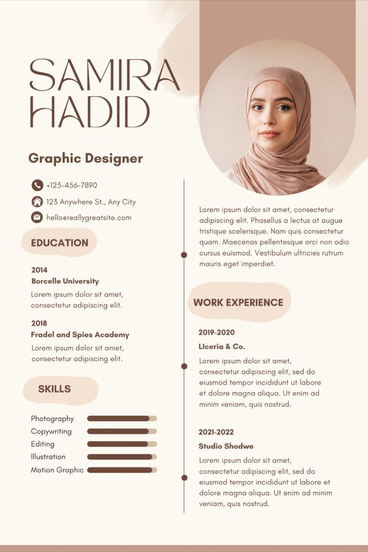 SAMIRA
HADID
Graphic Designer
+123-456-7890
123 Anywhere St., Any City
hello@reallygreatsite.com
EDUCATION
2014
Borcelle University
Lorem ipsum dolor sit amet,
consectetur adipiscing elit.
2018
Fradel and Spies Academy
Lorem ipsum dolor sit amet,
consectetur adipiscing elit.
SKILLS
Photography
Copywriting
Editing
Illustration
Motion Graphic
Lorem ipsum dolor sit amet, consectetur
adipiscing elit. Phasellus a lectus at augue
tristique scelerisque. Nam quis consectetur
quam. Maecenas pellentesque orci non odio
cursus euismod. Vestibulum ultricies rutrum
mauris eget imperdiet.
WORK EXPERIENCE
2019-2020
Liceria & Co.
Lorem ipsum dolor sit amet,
consectetur adipiscing elit, sed do
eiusmod tempor incididunt ut labore
et dolore magna aliqua. Ut enim ad
minim veniam, quis nostrud.
2021-2022
Studio Shodwe
Lorem ipsum dolor sit amet,
consectetur adipiscing elit, sed do
eiusmod tempor incididunt ut labore et
dolore magna aliqua. Ut enim ad minim
veniam, quis nostrud.